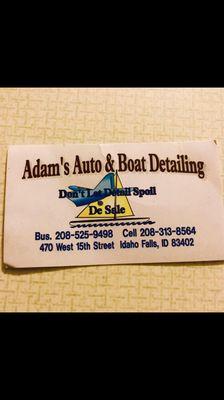 Adam's Auto & Boat Detailing
Don't Let Detail Spoil
De Sale
Bus. 208-525-9498 Cell 208-313-8564
470 West 15th Street Idaho Falls, ID 83402